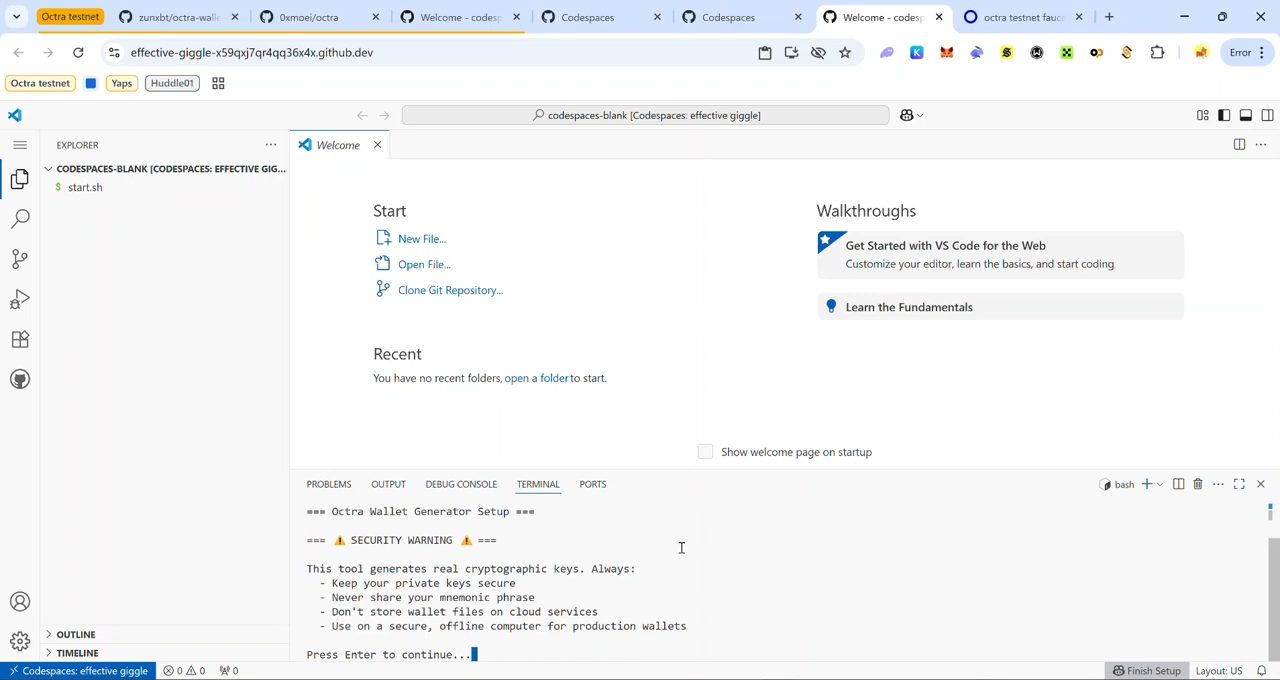 Octra testnet
zunxbt/octra-walle
0xmoei/octra
Welcome - codesp
Codespaces
Codespaces
Welcome - codesp
octra testnet fauce
effective-giggle-x59qxj7qr4qq36x4x.github.dev
Error
Octra testnet
Yaps
Huddle01
codespaces-blank [Codespaces: effective giggle]
EXPLORER
CODESPACES-BLANK [CODESPACES: EFFECTIVE GIG...
$ start.sh
OUTLINE
TIMELINE
Welcome
Start
New File...
Open File...
Clone Git Repository...
Recent
You have no recent folders, open a folder to start.
Walkthroughs
Get Started with VS Code for the Web
Customize your editor, learn the basics, and start coding
Learn the Fundamentals
Show welcome page on startup
PROBLEMS
OUTPUT
DEBUG CONSOLE
TERMINAL
PORTS
bash
=== Octra Wallet Generator Setup ===
=== ⚠️ SECURITY WARNING ⚠️ ===
This tool generates real cryptographic keys. Always:
- Keep your private keys secure
- Never share your mnemonic phrase
- Don't store wallet files on cloud services
- Use on a secure, offline computer for production wallets
Press Enter to continue...
Codespaces: effective giggle
0
0
0
Finish Setup
Layout: US